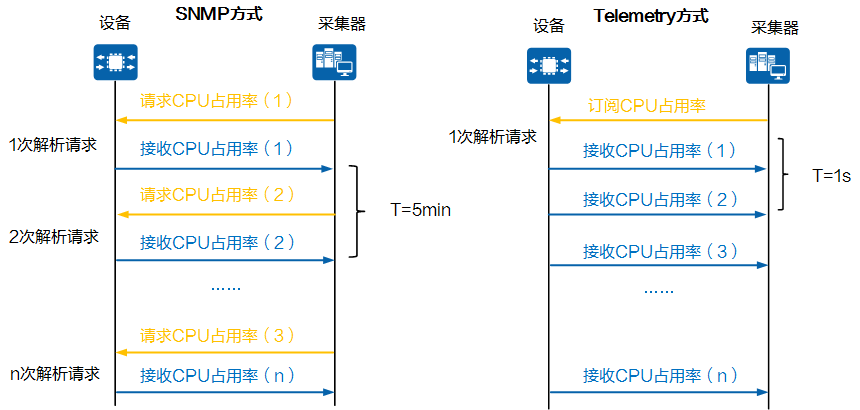 SNMP方式
设备
采集器
请求CPU占用率（1）
1次解析请求
接收CPU占用率（1）
请求CPU占用率（2）
T=5min
2次解析请求
接收CPU占用率（2）
……
请求CPU占用率（3）
n次解析请求
接收CPU占用率（n）
Telemetry方式
设备
采集器
订阅CPU占用率
1次解析请求
接收CPU占用率（1）
T=1s
接收CPU占用率（2）
接收CPU占用率（3）
……
接收CPU占用率（n）